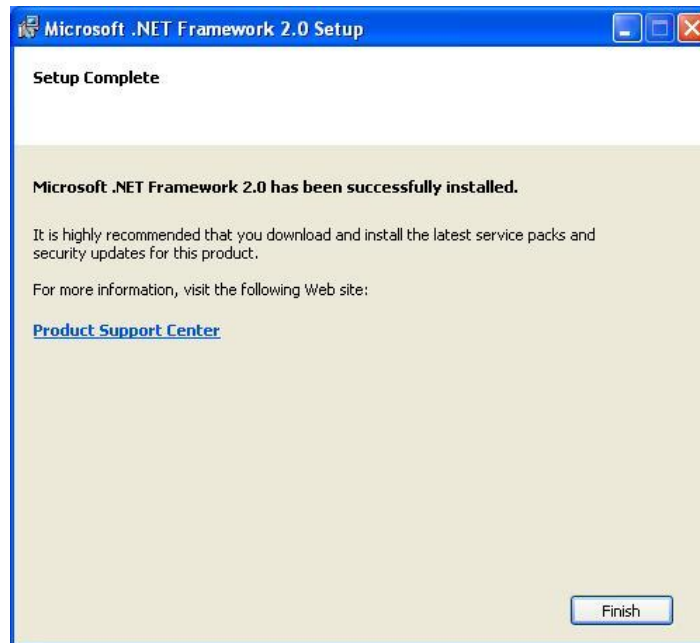 Microsoft .NET Framework 2.0 Setup
Setup Complete
Microsoft .NET Framework 2.0 has been successfully installed.
It is highly recommended that you download and install the latest service packs and
security updates for this product.
For more information, visit the following Web site:
Product Support Center
Finish